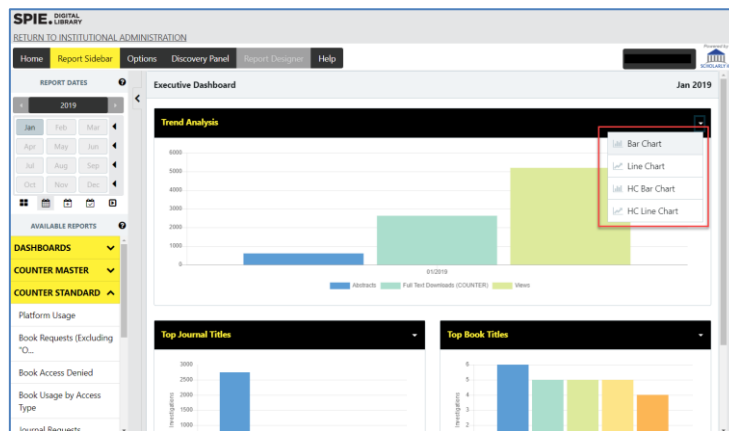 SPIE. DIGITAL LIBRARY
RETURN TO INSTITUTIONAL ADMINISTRATION
Home Report Sidebar Options Discovery Panel Report Designer Help
Powered by
SCHOLARLY
REPORT DATES
Executive Dashboard Jan 2019
2019
Jan Feb Mar
Apr May Jun
Jul Aug Sep
Oct Nov Dec
Trend Analysis
Bar Chart
Line Chart
HC Bar Chart
HC Line Chart
6000
5000
4000
3000
2000
1000
0
01/2019
Abstracts Full Text Downloads (COUNTER) Views
AVAILABLE REPORTS
DASHBOARDS
COUNTER MASTER
COUNTER STANDARD
Platform Usage
Book Requests (Excluding
"O...
Book Access Denied
Book Usage by Access
Type
Journal Requests
Top Journal Titles
3000
2500
2000
1500
1000
Investigations
Top Book Titles
6
5
4
3
2
Investigations